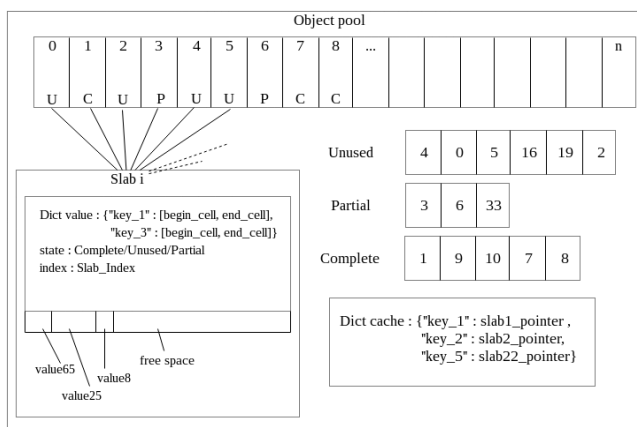 Object pool
0 1 2 3 4 5 6 7 8 ... n
U C U P U U P C C
Slab i
Dict value : {"key_1" : [begin_cell, end_cell],
"key_3" : [begin_cell, end_cell]}
state : Complete/Unused/Partial
index : Slab_Index
value65
value25
value8
free space
Unused 4 0 5 16 19 2
Partial 3 6 33
Complete 1 9 10 7 8
Dict cache : {"key_1" : slab1_pointer ,
"key_2" : slab2_pointer,
"key_5" : slab22_pointer}